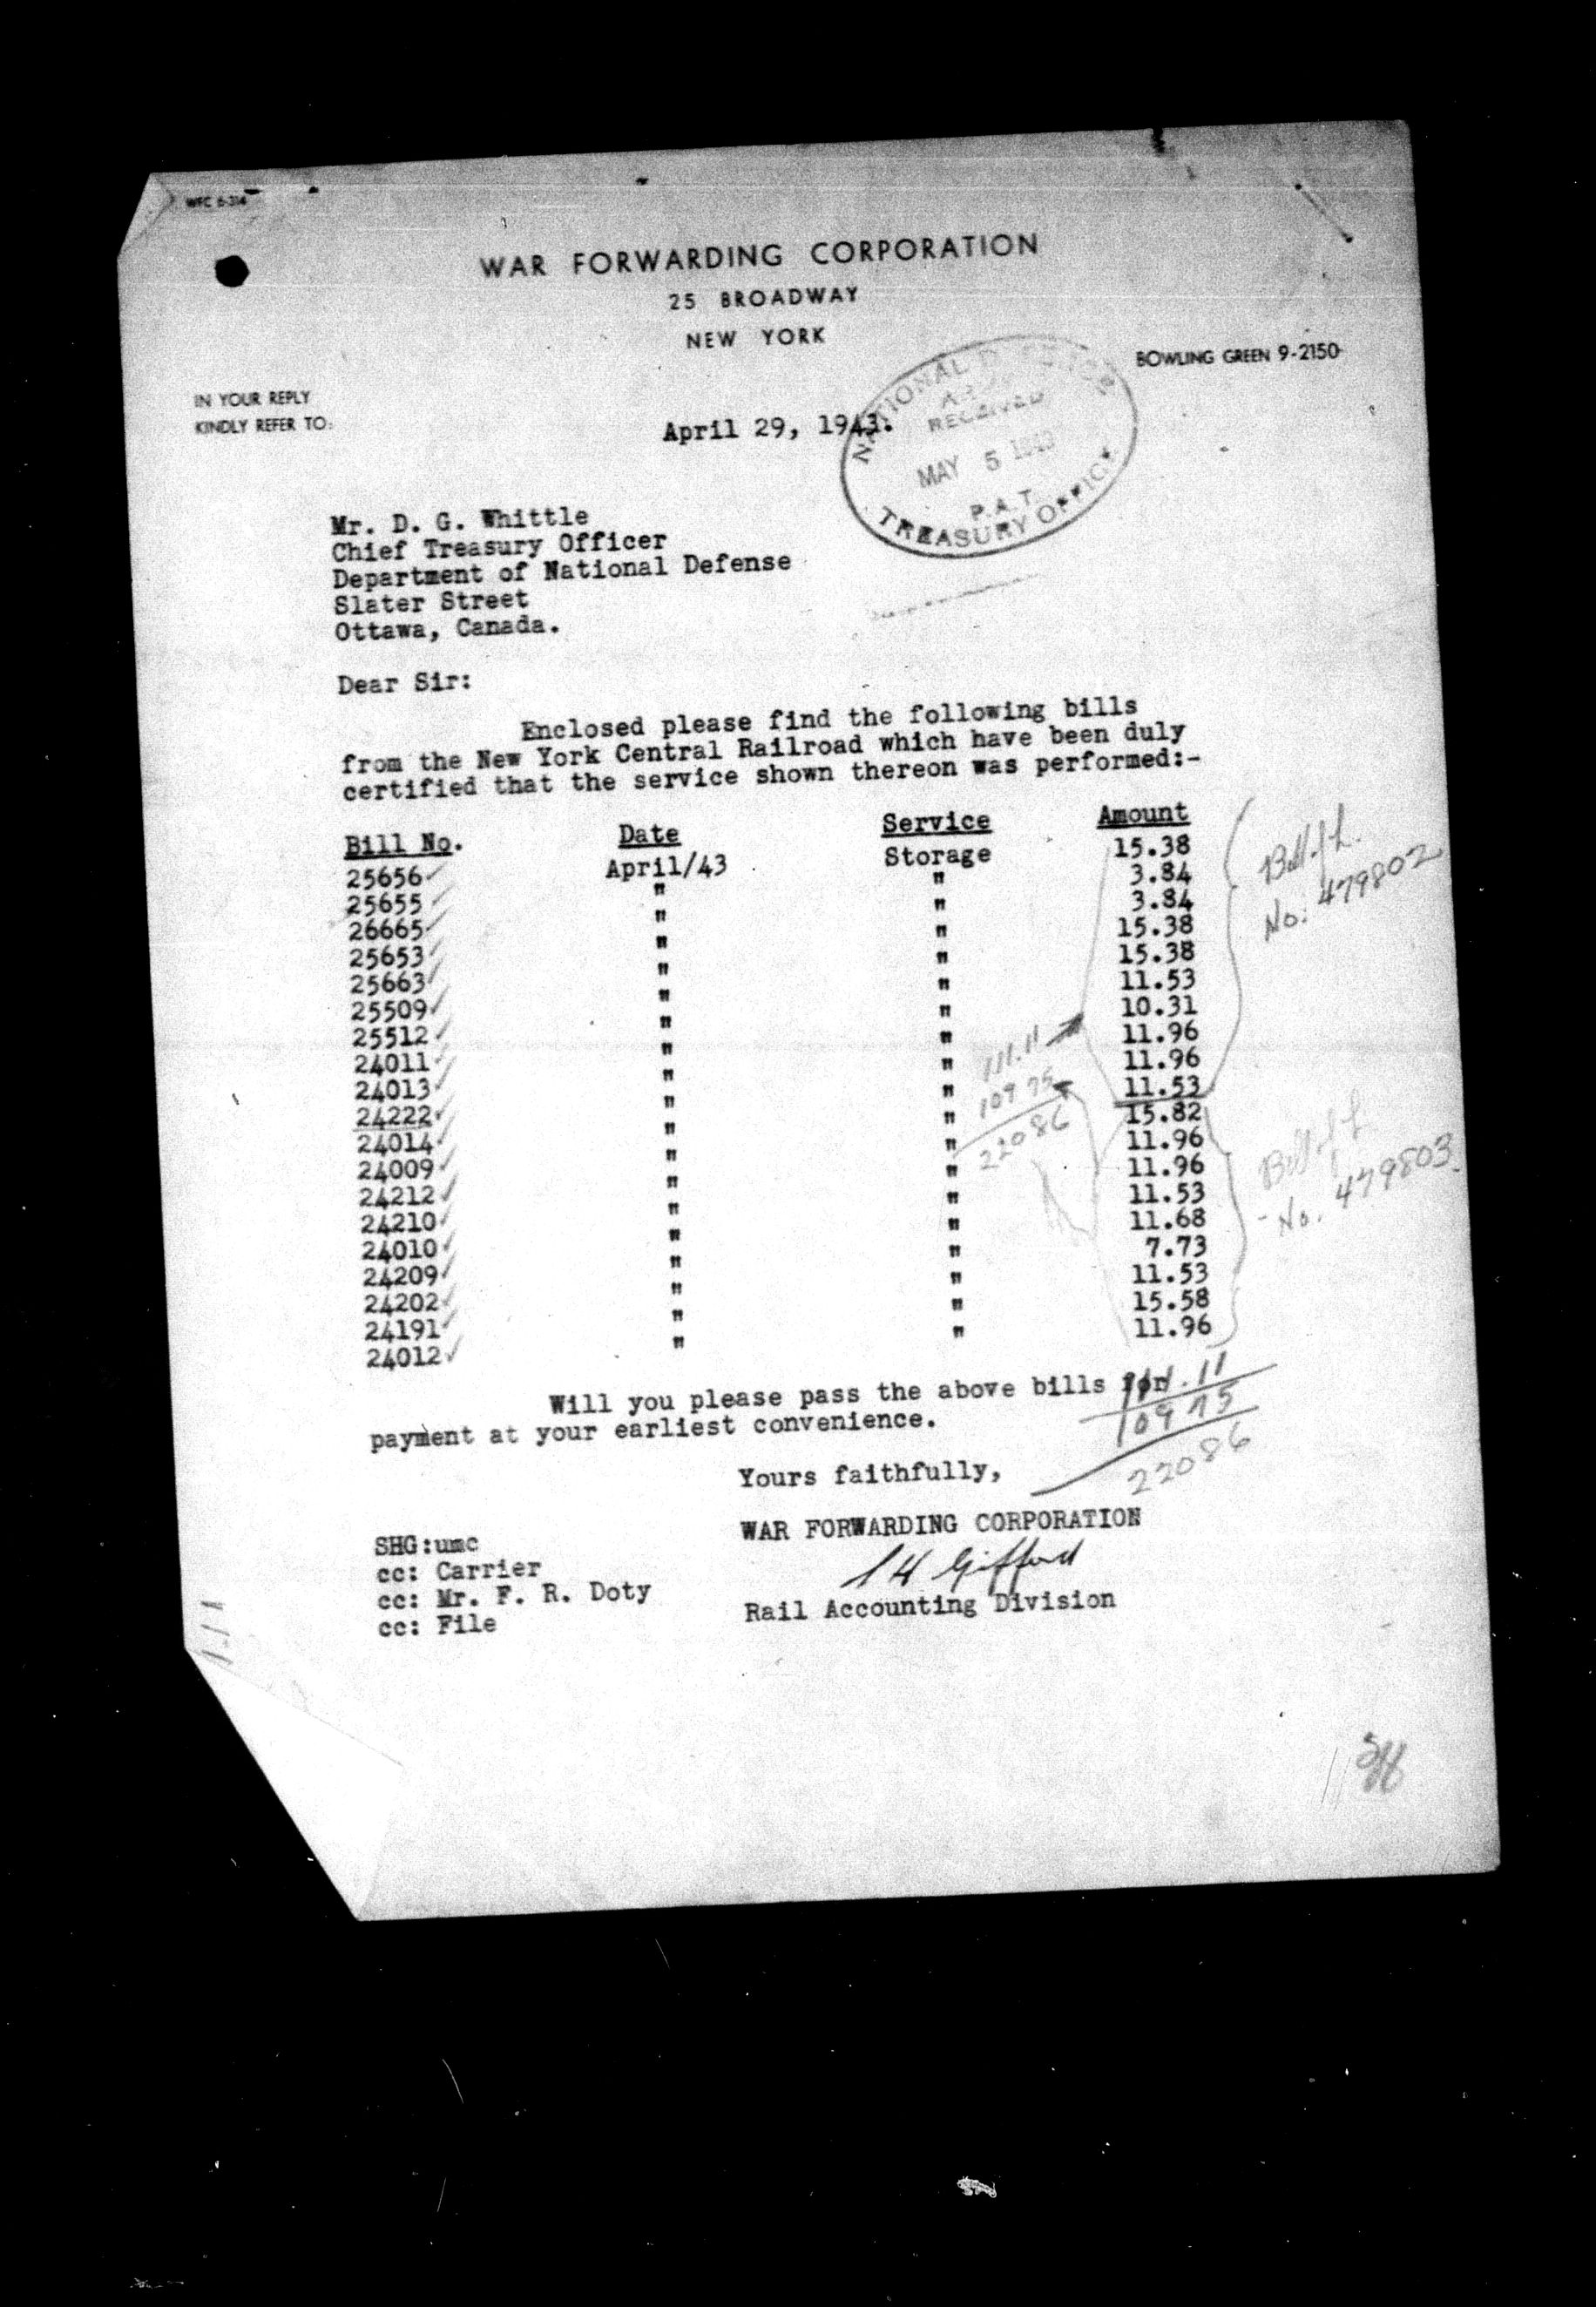 WFC 6-314
WAR FORWARDING CORPORATION
25 BROADWAY
NEW YORK
BOWLING GREEN 9-2150
IN YOUR REPLY
KINDLY REFER TO:
April 29, 1943.
RECEIVED
MAY 5 1943
P.A.T.
TREASURY OFFICE
Mr. D. G. Whittle
Chief Treasury Officer
Department of National Defense
Slater Street
Ottawa, Canada.
Dear Sir:
Enclosed please find the following bills
from the New York Central Railroad which have been duly
certified that the service shown thereon was performed:-
Bill No. Date Service Amount
25656 April/43 Storage 15.38
25655 " " 3.84
26665 " " 3.84
25653 " " 15.38
25663 " " 15.38
25509 " " 11.53
25512 " " 10.31
24011 " " 11.96
24013 " " 11.96
24222 " " 11.53
24014 " " 15.82
24009 " " 11.96
24212 " " 11.96
24210 " " 11.53
24010 " " 11.68
24209 " " 7.73
24202 " " 11.53
24191 " " 15.58
24012 " " 11.96
No. 479802
111.11
109 75
220 86
No. 479803
Will you please pass the above bills for
payment at your earliest convenience.
111.11
109 75
220 86
Yours faithfully,
WAR FORWARDING CORPORATION
S H Gifford
Rail Accounting Division
SHG:umc
cc: Carrier
cc: Mr. F. R. Doty
cc: File